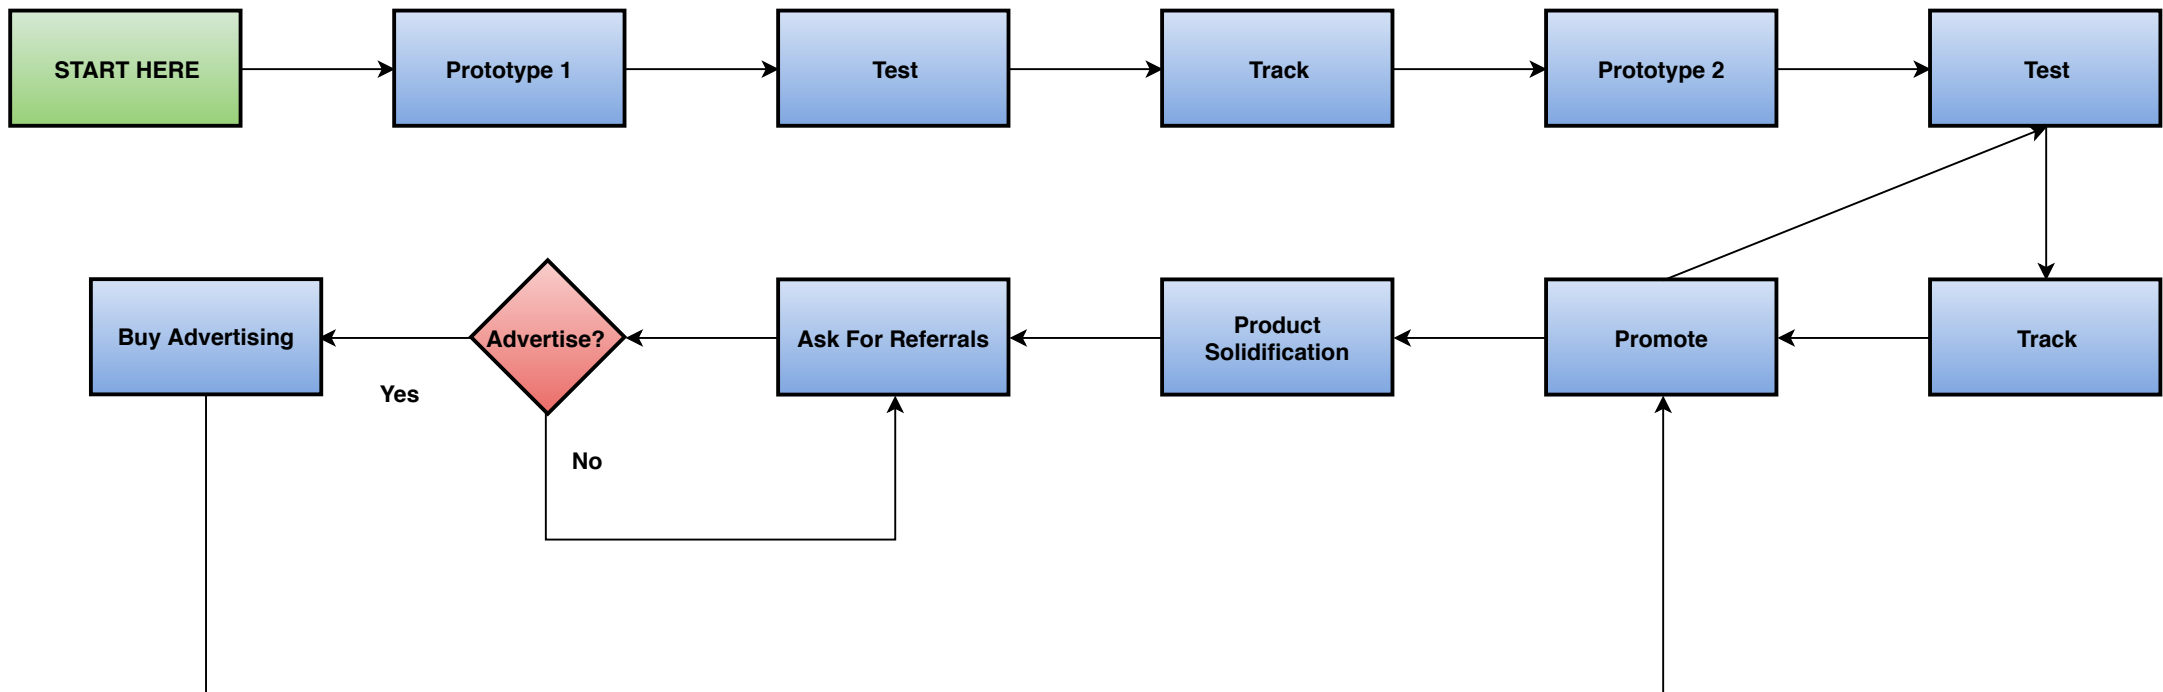 START HERE
Prototype 1
Test
Track
Prototype 2
Test
Buy Advertising
Advertise?
Ask For Referrals
Product
Solidification
Promote
Track
Yes
No